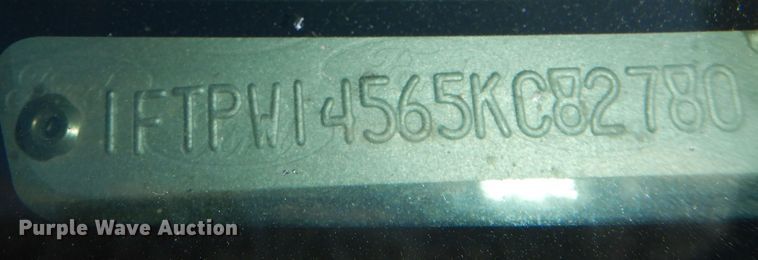 1FTPW14565KC82780
Purple Wave Auction